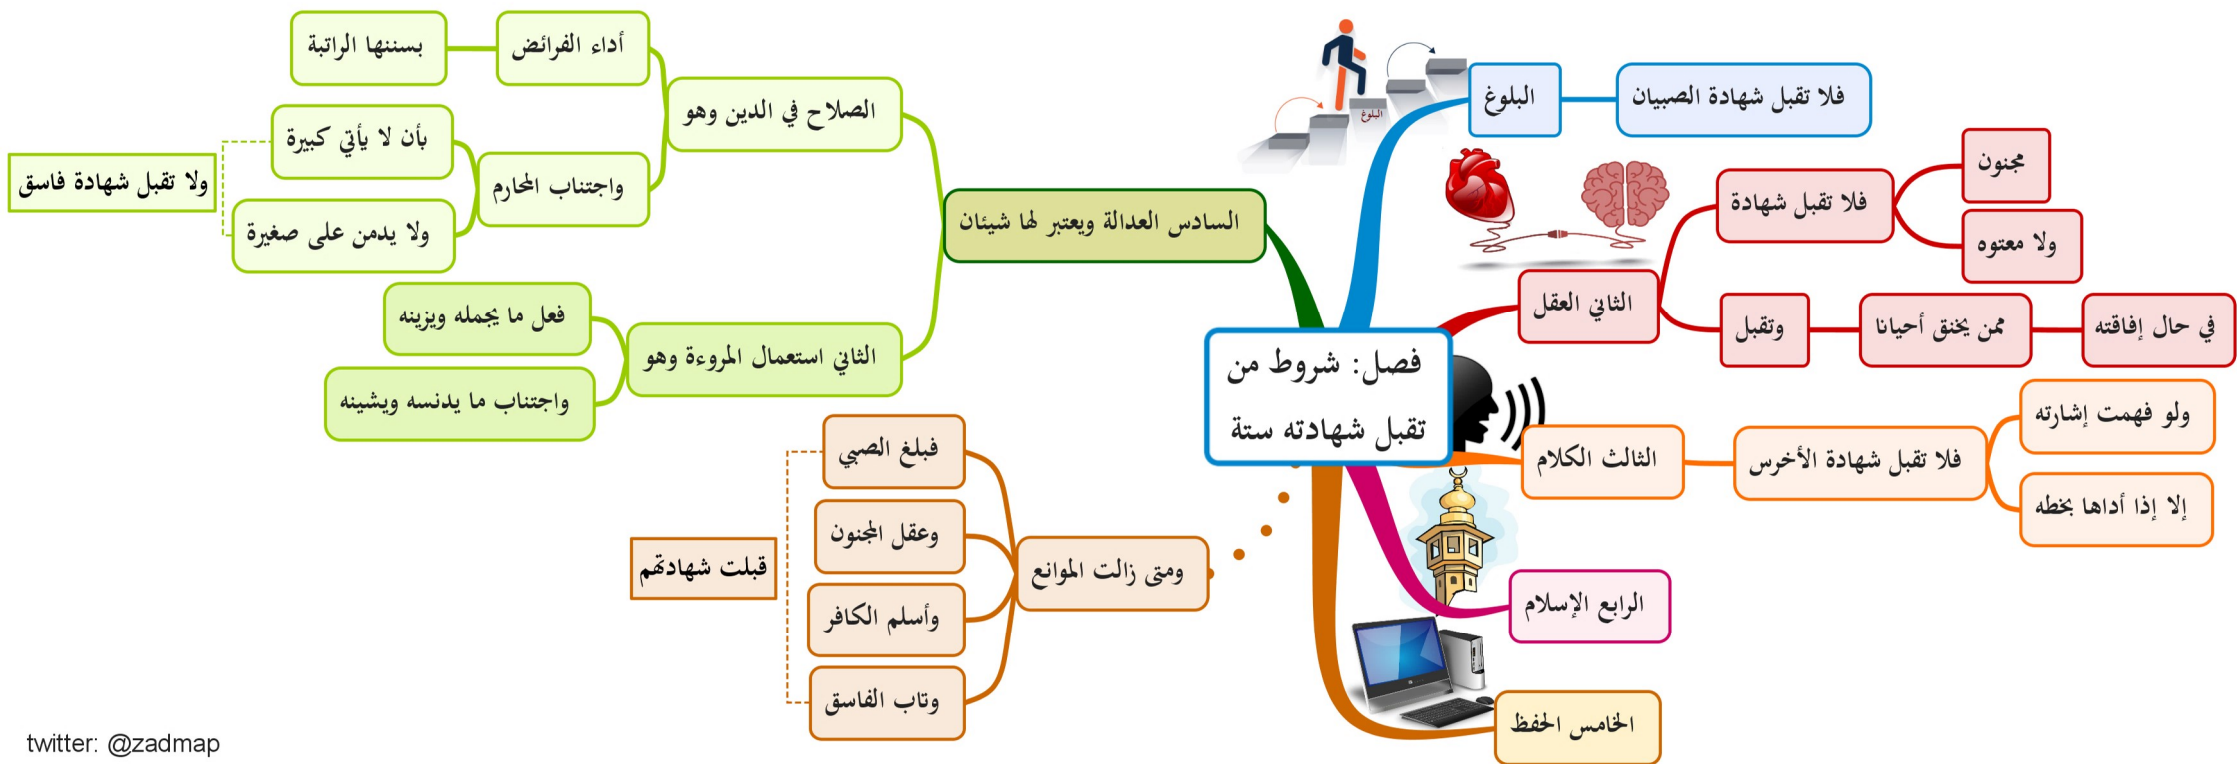 فصل: شروط من
تقبل شهادته ستة
البلوغ
فلا تقبل شهادة الصبيان
البلوغ
الثاني العقل
فلا تقبل شهادة
مجنون
ولا معتوه
وتقبل
ممن يخنق أحيانا
في حال إفاقته
الثالث الكلام
فلا تقبل شهادة الأخرس
ولو فهمت إشارته
إلا إذا أداها بخطه
الرابع الإسلام
الخامس الحفظ
السادس العدالة ويعتبر لها شيئان
الصلاح في الدين وهو
أداء الفرائض
بسننها الراتبة
واجتناب المحارم
بأن لا يأتي كبيرة
ولا يدمن على صغيرة
ولا تقبل شهادة فاسق
الثاني استعمال المروءة وهو
فعل ما يجمله ويزينه
واجتناب ما يدنسه ويشينه
ومتى زالت الموانع
فبلغ الصبي
وعقل المجنون
وأسلم الكافر
وتاب الفاسق
قبلت شهادتهم
twitter: @zadmap